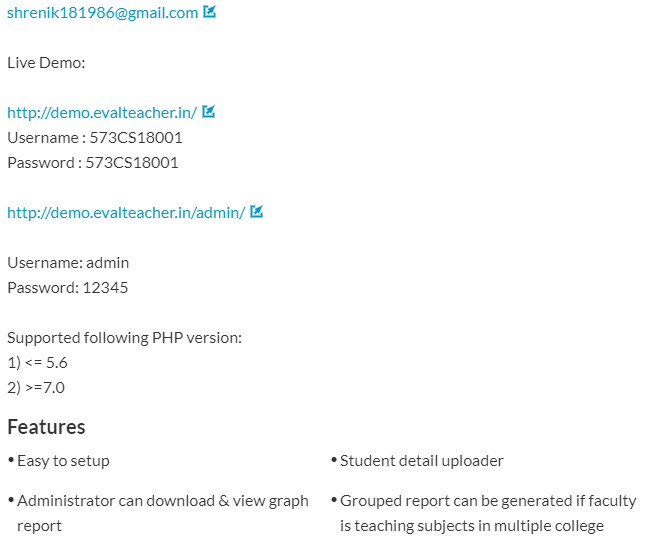 shrenik181986@gmail.com
Live Demo:
http://demo.evalteacher.in/
Username : 573CS18001
Password : 573CS18001
http://demo.evalteacher.in/admin/
Username: admin
Password: 12345
Supported following PHP version:
1) <= 5.6
2) >=7.0
Features
• Easy to setup
• Student detail uploader
• Administrator can download & view graph
report
• Grouped report can be generated if faculty
is teaching subjects in multiple college